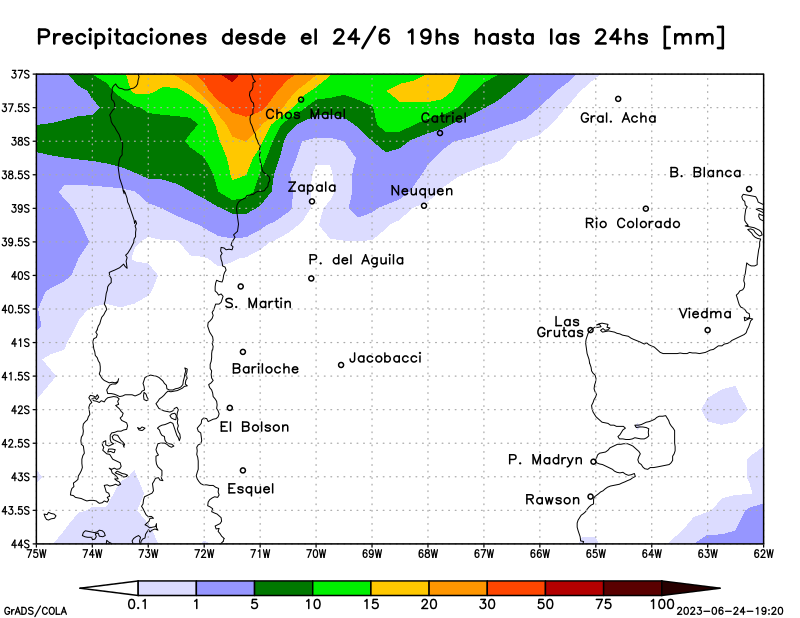 Precipitaciones desde el 24/6 19hs hasta las 24hs [mm]
37S
37.5S
38S
38.5S
39S
39.5S
40S
40.5S
41S
41.5S
42S
42.5S
43S
43.5S
44S
Chos Malal
Catriel
Gral. Acha
B. Blanca
Zapala
Neuquen
Rio Colorado
P. del Aguila
S. Martin
Las
Grutas
Viedma
Jacobacci
Bariloche
El Bolson
P. Madryn
Esquel
Rawson
75W 74W 73W 72W 71W 70W 69W 68W 67W 66W 65W 64W 63W 62W
0.1 1 5 10 15 20 30 50 75 100
GrADS/COLA
2023-06-24-19:20